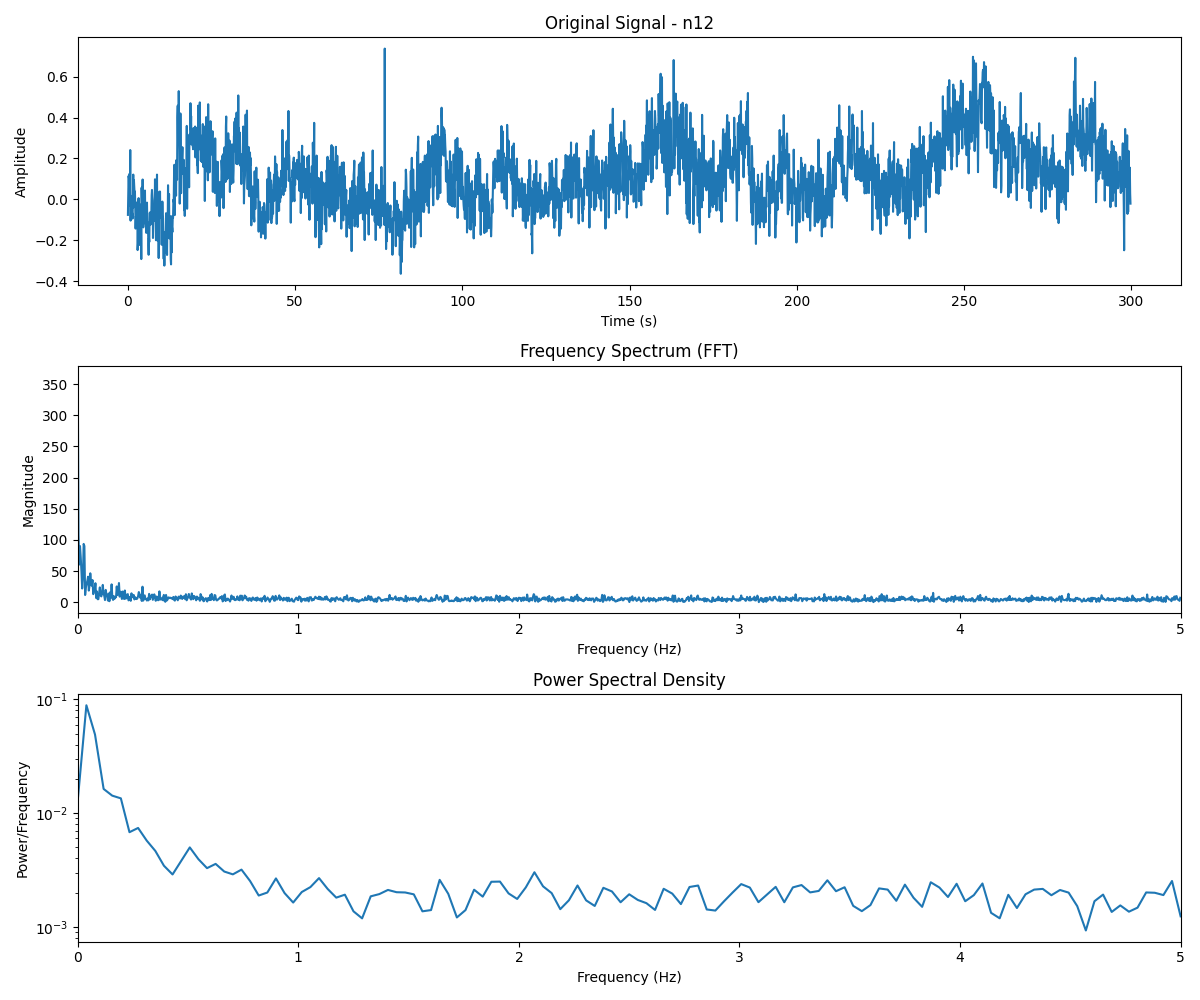 Original Signal - n12
Amplitude
0.6
0.4
0.2
0.0
−0.2
−0.4
0 50 100 150 200 250 300
Time (s)
Frequency Spectrum (FFT)
Magnitude
350
300
250
200
150
100
50
0
0 1 2 3 4 5
Frequency (Hz)
Power Spectral Density
Power/Frequency
10⁻¹
10⁻²
10⁻³
0 1 2 3 4 5
Frequency (Hz)